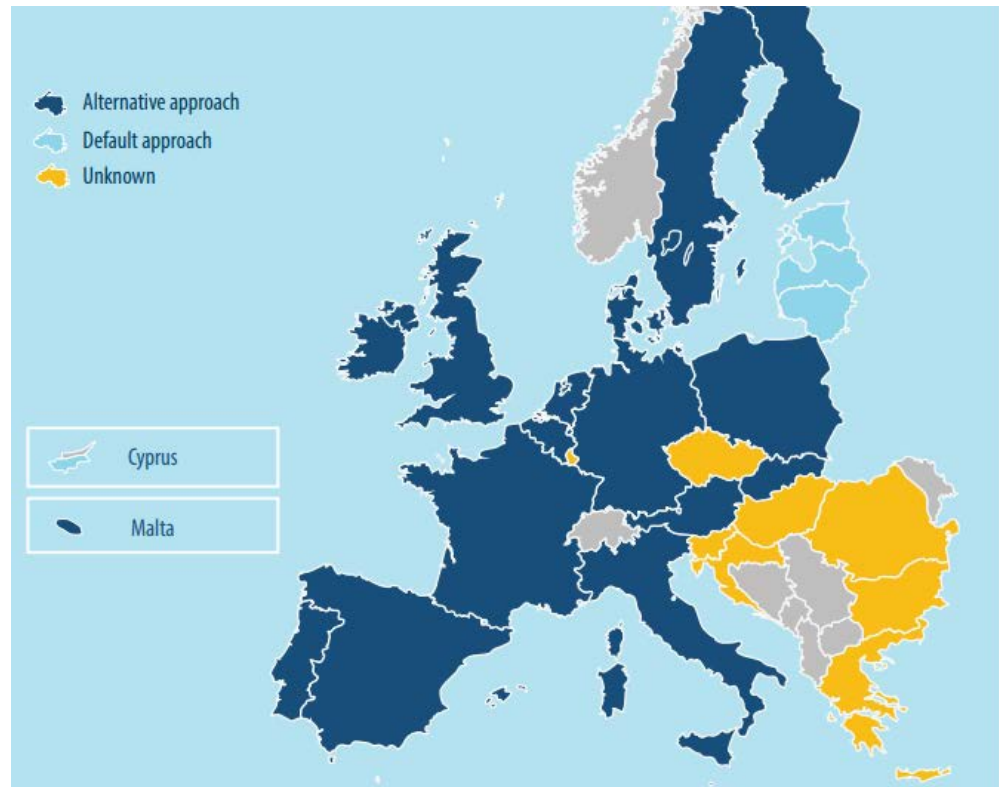 Alternative approach
Default approach
Unknown
Cyprus
Malta